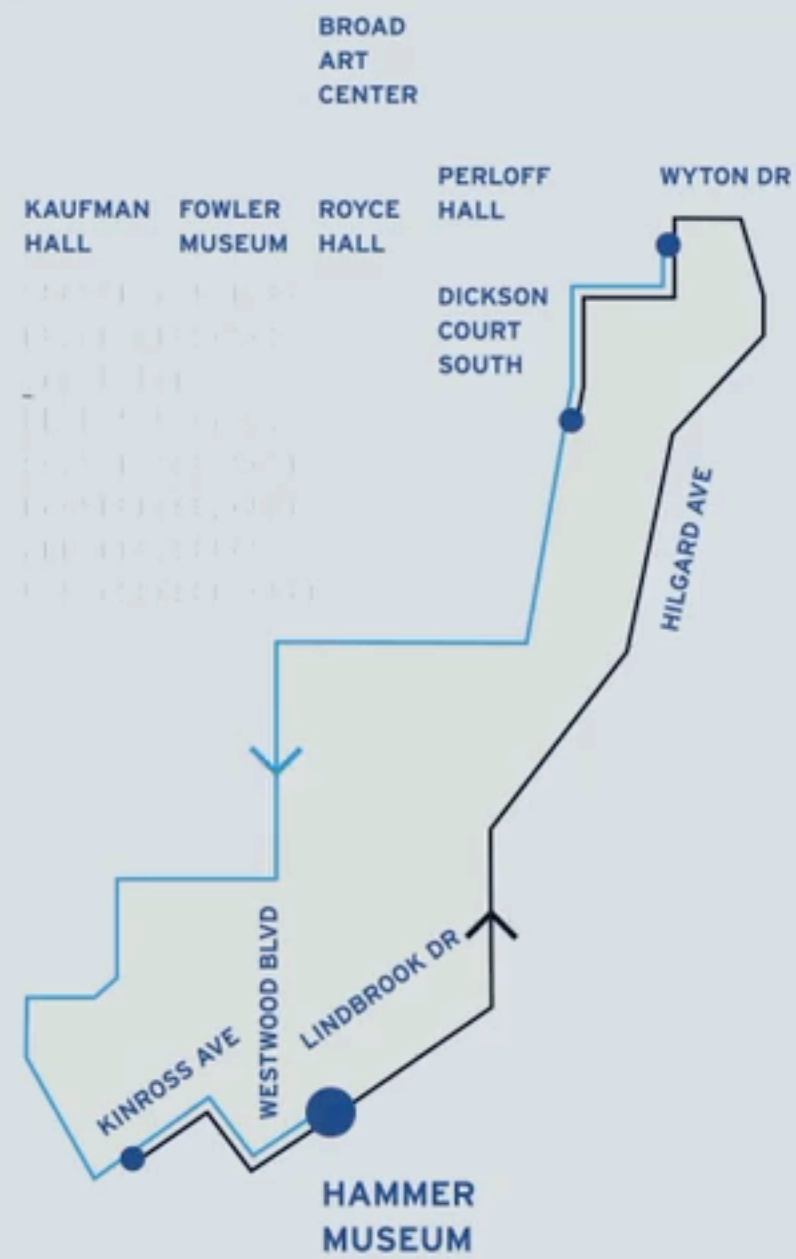 BROAD
ART
CENTER
PERLOFF
HALL
WYTON DR
KAUFMAN
HALL
FOWLER
MUSEUM
ROYCE
HALL
DICKSON
COURT
SOUTH
HILGARD AVE
WESTWOOD BLVD
LINDBROOK DR
KINROSS AVE
HAMMER
MUSEUM